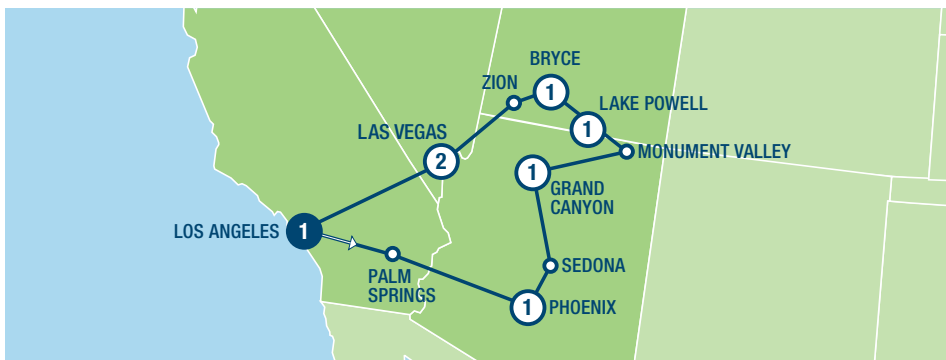 BRYCE
1
ZION
LAKE POWELL
1
LAS VEGAS
2
MONUMENT VALLEY
1
GRAND
CANYON
LOS ANGELES
1
PALM
SPRINGS
SEDONA
1
PHOENIX